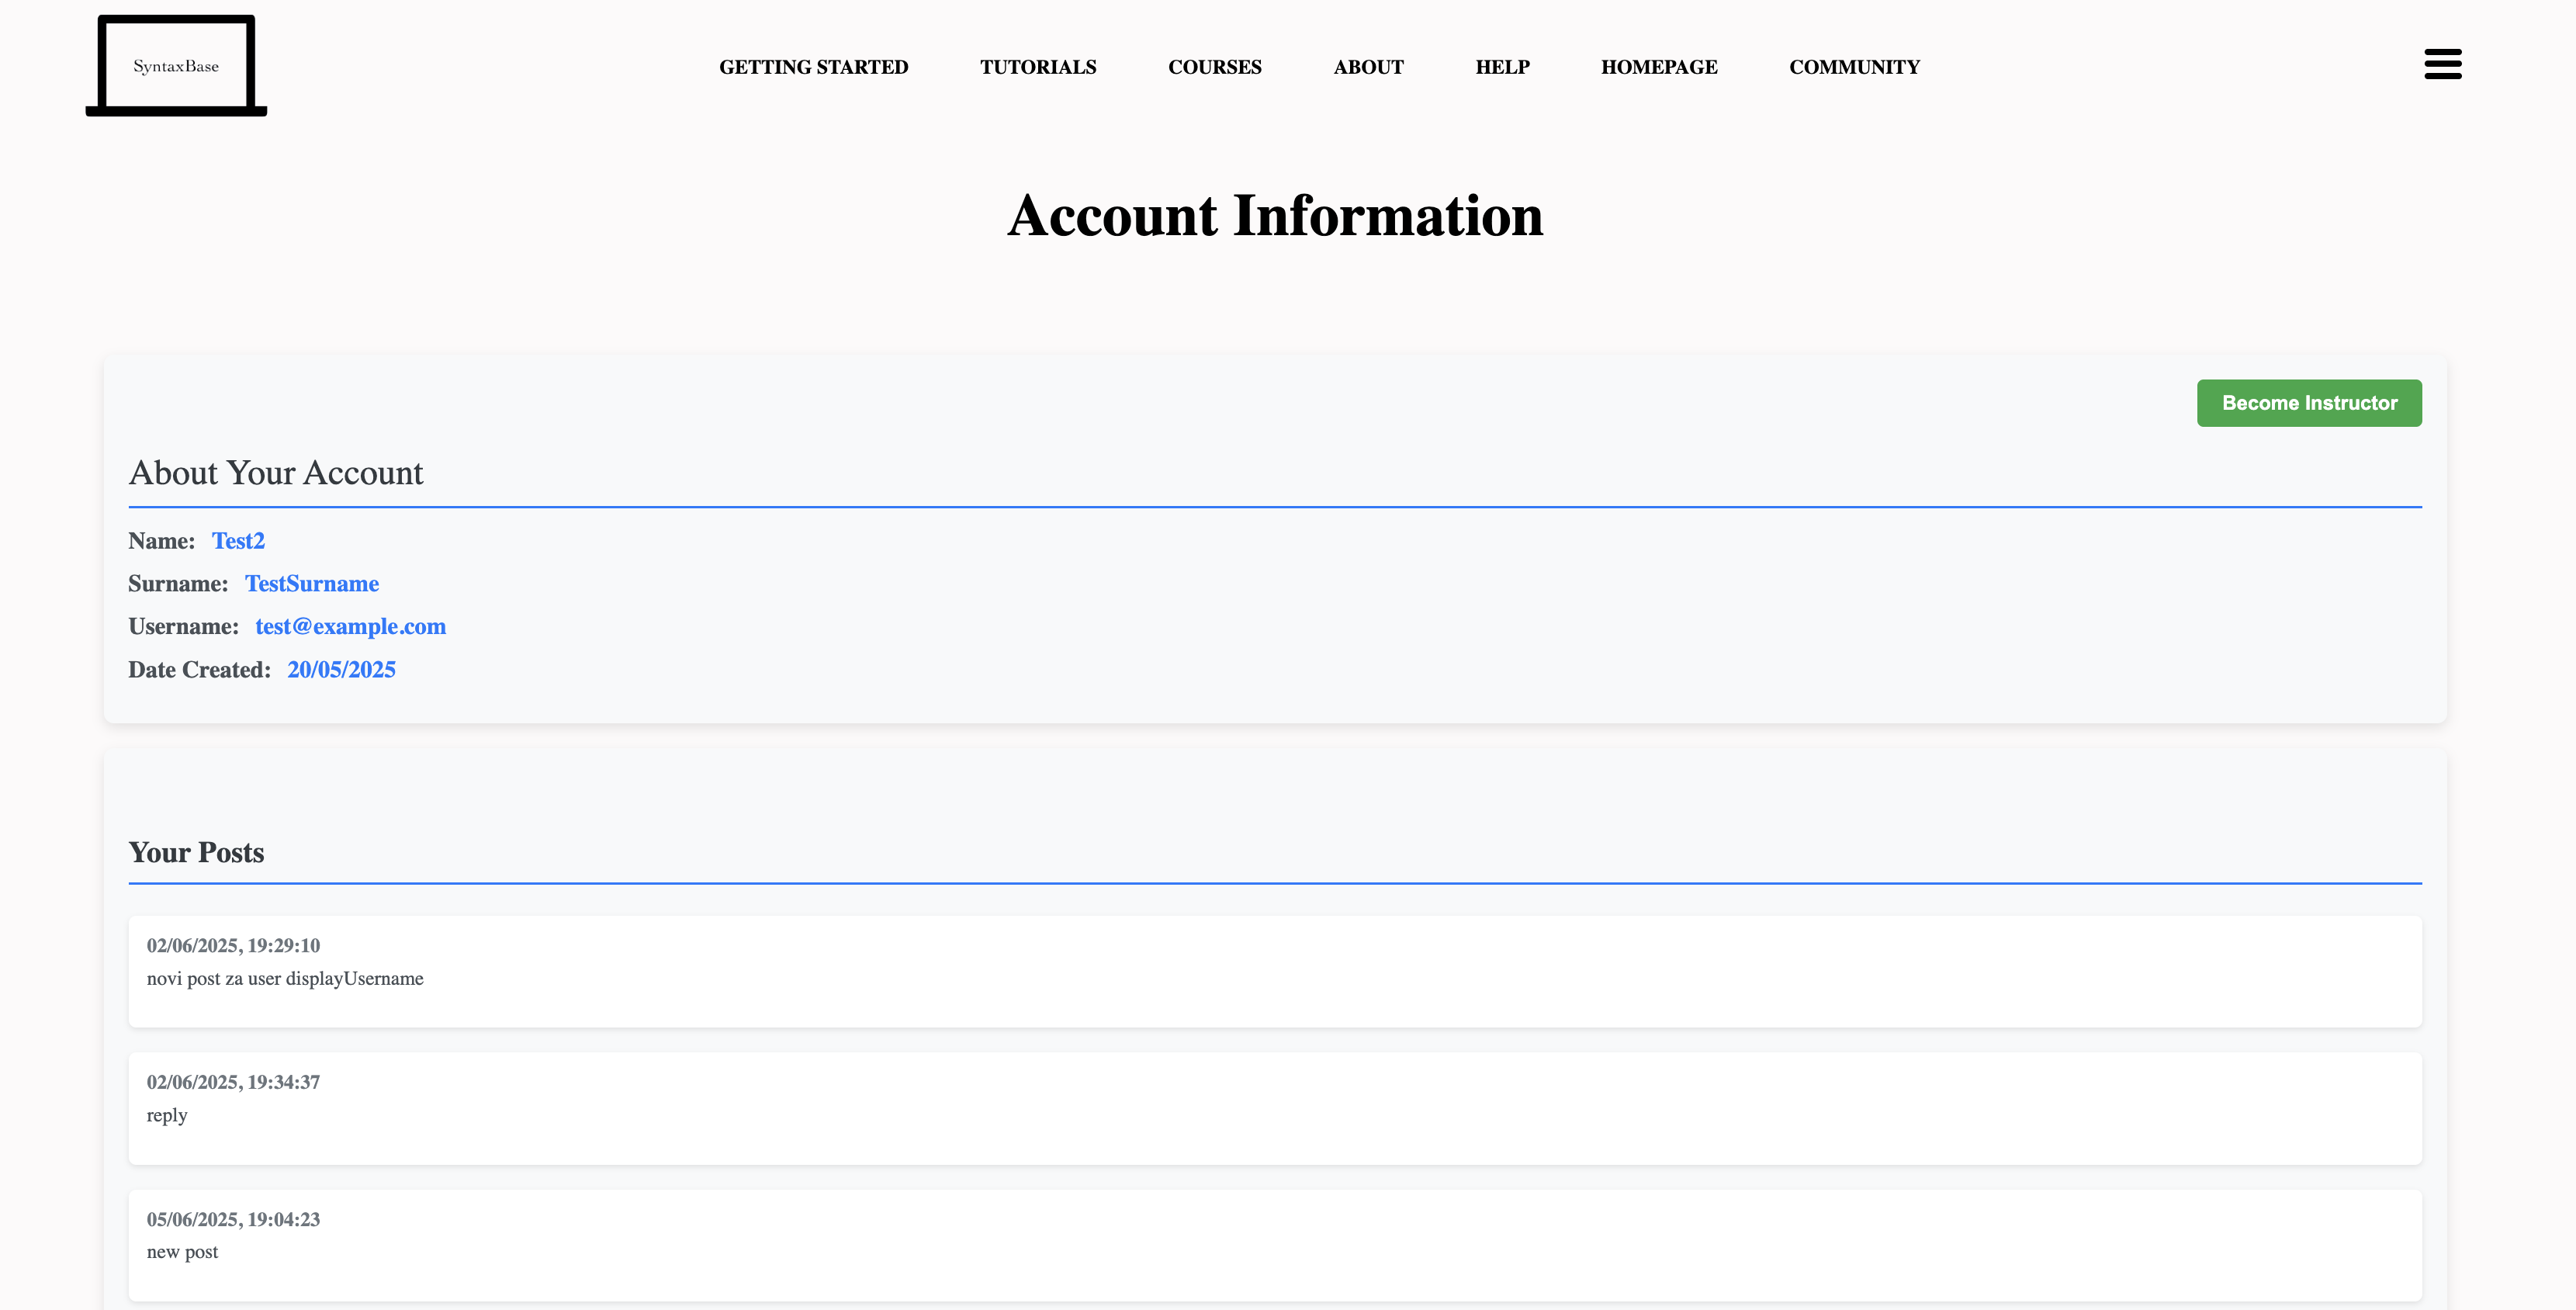 SyntaxBase
GETTING STARTED TUTORIALS COURSES ABOUT HELP HOMEPAGE COMMUNITY
Account Information
Become Instructor
About Your Account
Name: Test2
Surname: TestSurname
Username: test@example.com
Date Created: 20/05/2025
Your Posts
02/06/2025, 19:29:10
novi post za user displayUsername
02/06/2025, 19:34:37
reply
05/06/2025, 19:04:23
new post